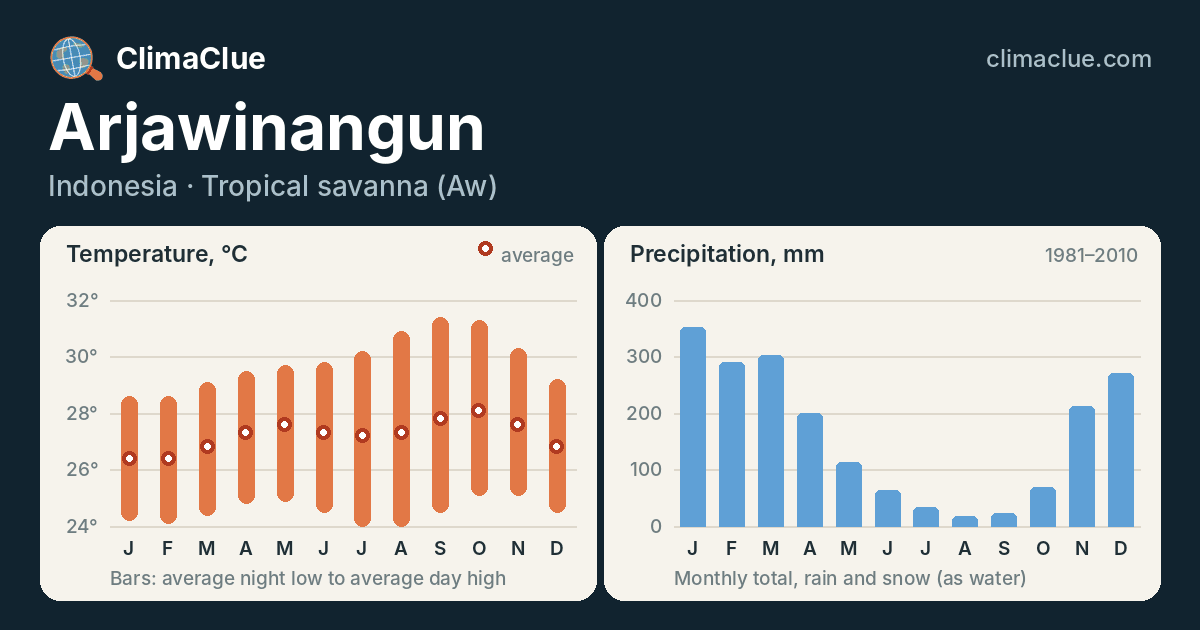 ClimaClue
climaclue.com
Arjawinangun
Indonesia · Tropical savanna (Aw)
Temperature, °C
average
32°
30°
28°
26°
24°
J F M A M J J A S O N D
Bars: average night low to average day high
Precipitation, mm
1981–2010
400
300
200
100
0
J F M A M J J A S O N D
Monthly total, rain and snow (as water)